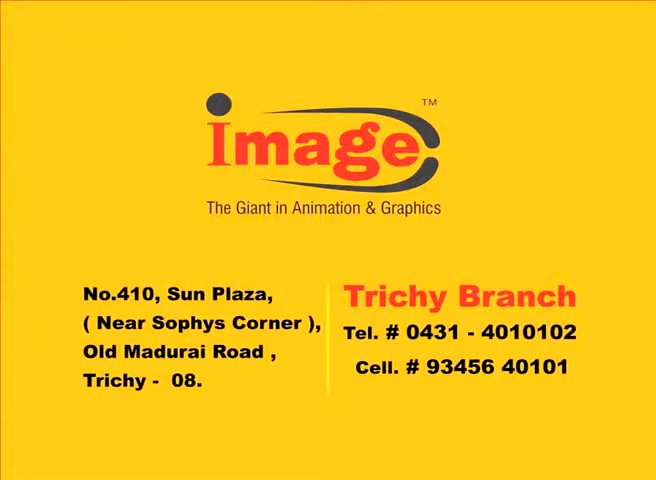 Image™
The Giant in Animation & Graphics
No.410, Sun Plaza,
( Near Sophys Corner ),
Old Madurai Road ,
Trichy -  08.
Trichy Branch
Tel. # 0431 - 4010102
Cell. # 93456 40101